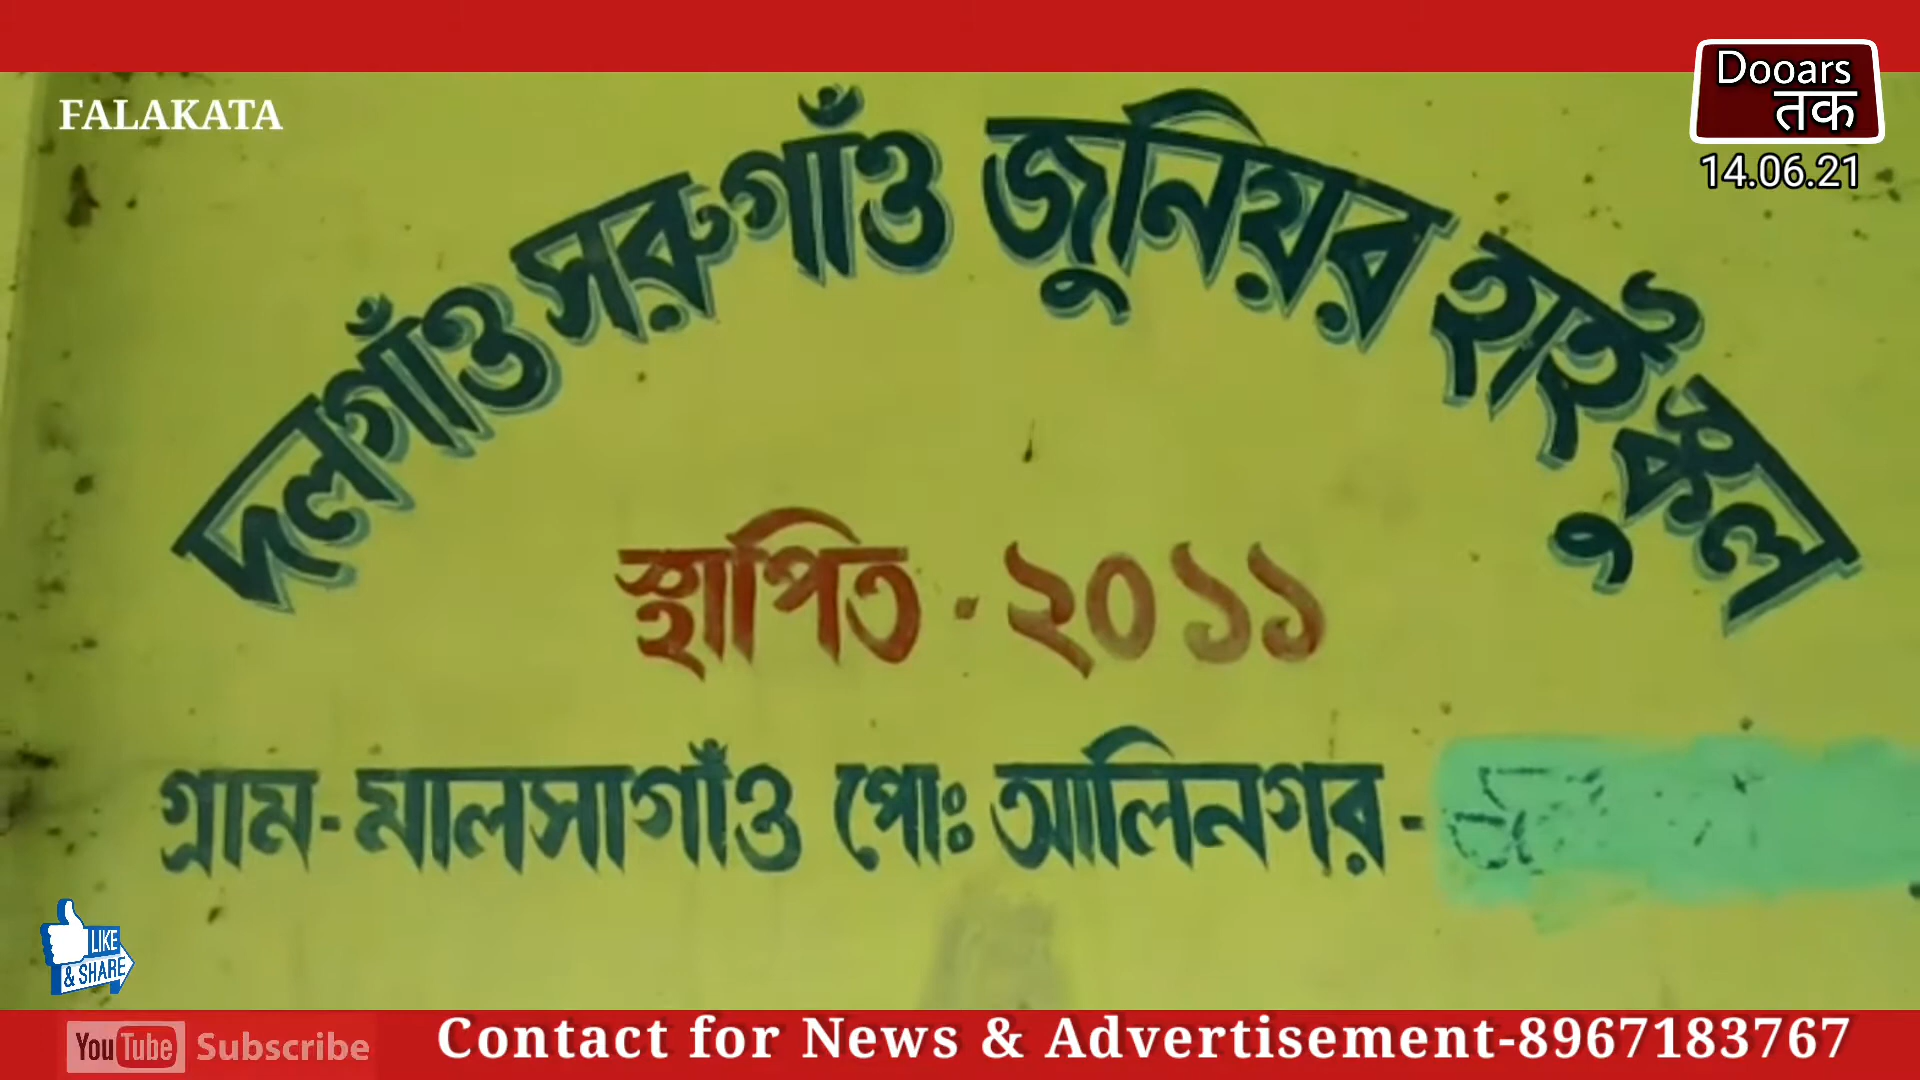 FALAKATA
Dooars
तक
14.06.21
দলগাঁও সরুগাঁও জুনিয়র হাই স্কুল
স্থাপিত - ২০১১
গ্রাম-মালসাগাঁও পোঃ আলিনগর -
LIKE
& SHARE
YouTube Subscribe
Contact for News & Advertisement-8967183767